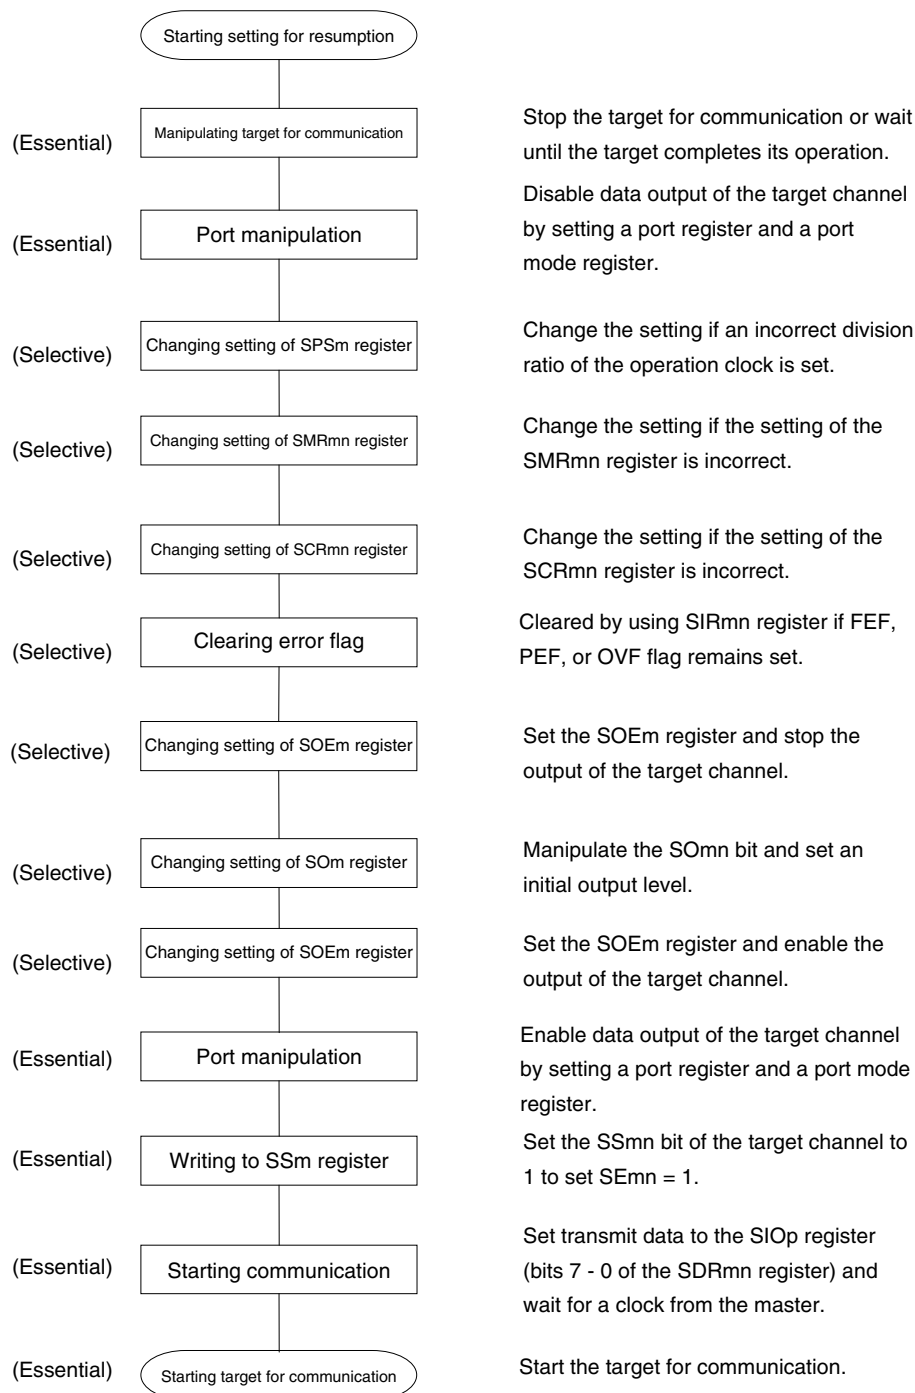 Starting setting for resumption
(Essential)
Manipulating target for communication
Stop the target for communication or wait
until the target completes its operation.
(Essential)
Port manipulation
Disable data output of the target channel
by setting a port register and a port
mode register.
(Selective)
Changing setting of SPSm register
Change the setting if an incorrect division
ratio of the operation clock is set.
(Selective)
Changing setting of SMRmn register
Change the setting if the setting of the
SMRmn register is incorrect.
(Selective)
Changing setting of SCRmn register
Change the setting if the setting of the
SCRmn register is incorrect.
(Selective)
Clearing error flag
Cleared by using SIRmn register if FEF,
PEF, or OVF flag remains set.
(Selective)
Changing setting of SOEm register
Set the SOEm register and stop the
output of the target channel.
(Selective)
Changing setting of SOm register
Manipulate the SOmn bit and set an
initial output level.
(Selective)
Changing setting of SOEm register
Set the SOEm register and enable the
output of the target channel.
(Essential)
Port manipulation
Enable data output of the target channel
by setting a port register and a port mode
register.
(Essential)
Writing to SSm register
Set the SSmn bit of the target channel to
1 to set SEmn = 1.
(Essential)
Starting communication
Set transmit data to the SIOp register
(bits 7 - 0 of the SDRmn register) and
wait for a clock from the master.
(Essential)
Starting target for communication
Start the target for communication.